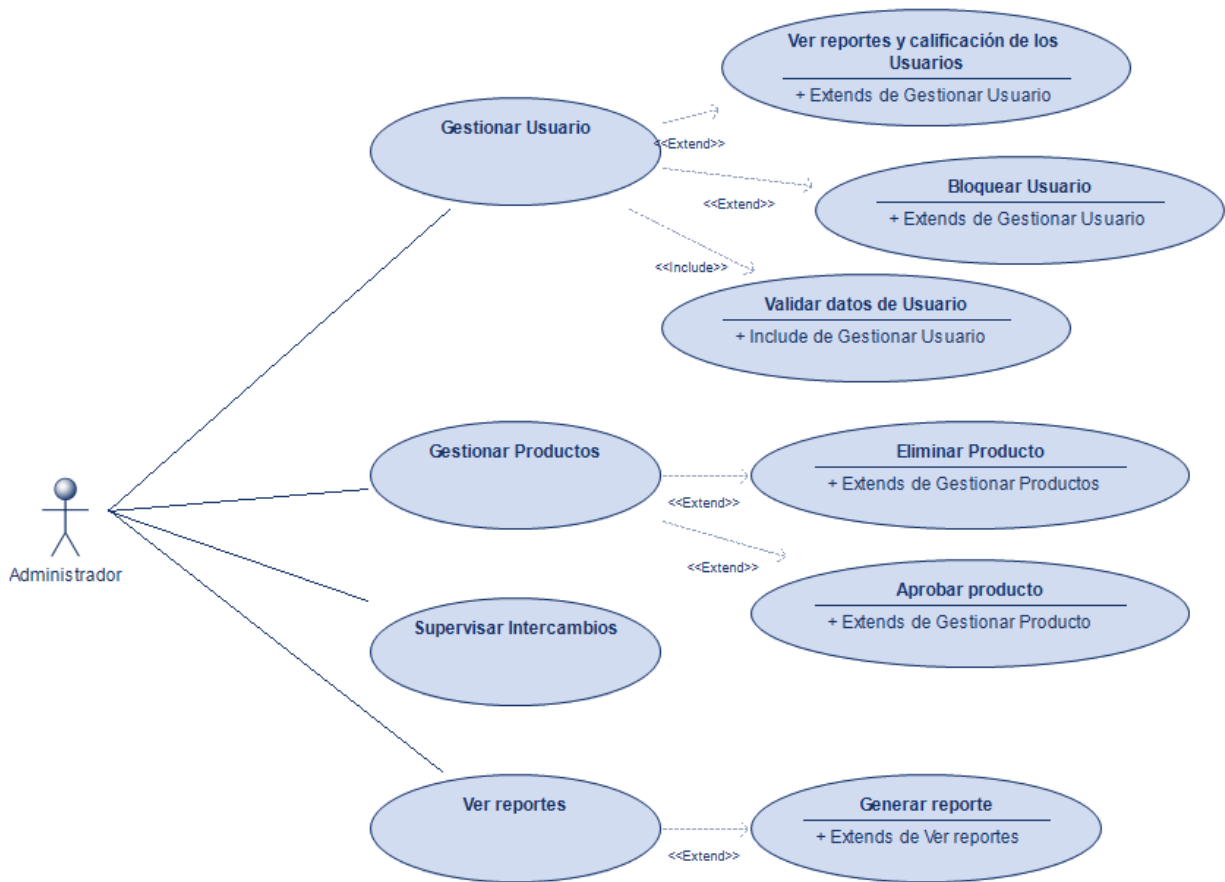 Ver reportes y calificación de los
Usuarios
+ Extends de Gestionar Usuario
Gestionar Usuario
<<Extend>>
Bloquear Usuario
+ Extends de Gestionar Usuario
<<Extend>>
<<Include>>
Validar datos de Usuario
+ Include de Gestionar Usuario
Gestionar Productos
Eliminar Producto
+ Extends de Gestionar Productos
<<Extend>>
<<Extend>>
Aprobar producto
+ Extends de Gestionar Producto
Administrador
Supervisar Intercambios
Ver reportes
Generar reporte
+ Extends de Ver reportes
<<Extend>>